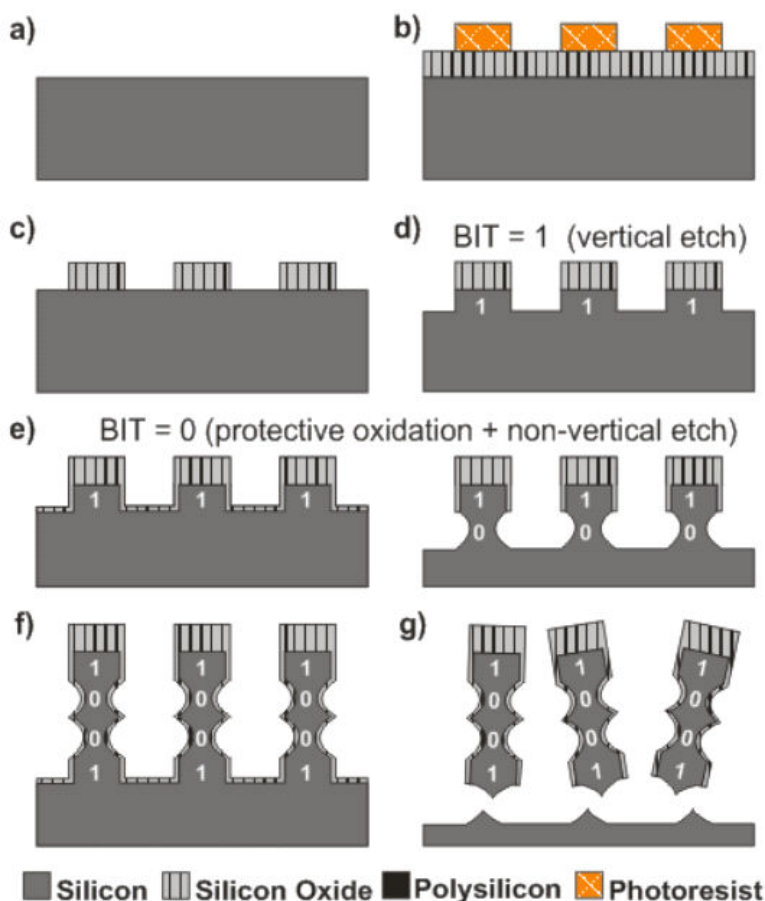 a)
b)
c)
d) BIT = 1 (vertical etch)
1 1 1
e) BIT = 0 (protective oxidation + non-vertical etch)
1 1 1 1 1 1
0 0 0
f) g)
1 1 1 1 1 1
0 0 0 0 0 0
0 0 0 0 0 0
1 1 1 1 1 1
Silicon Silicon Oxide Polysilicon Photoresist